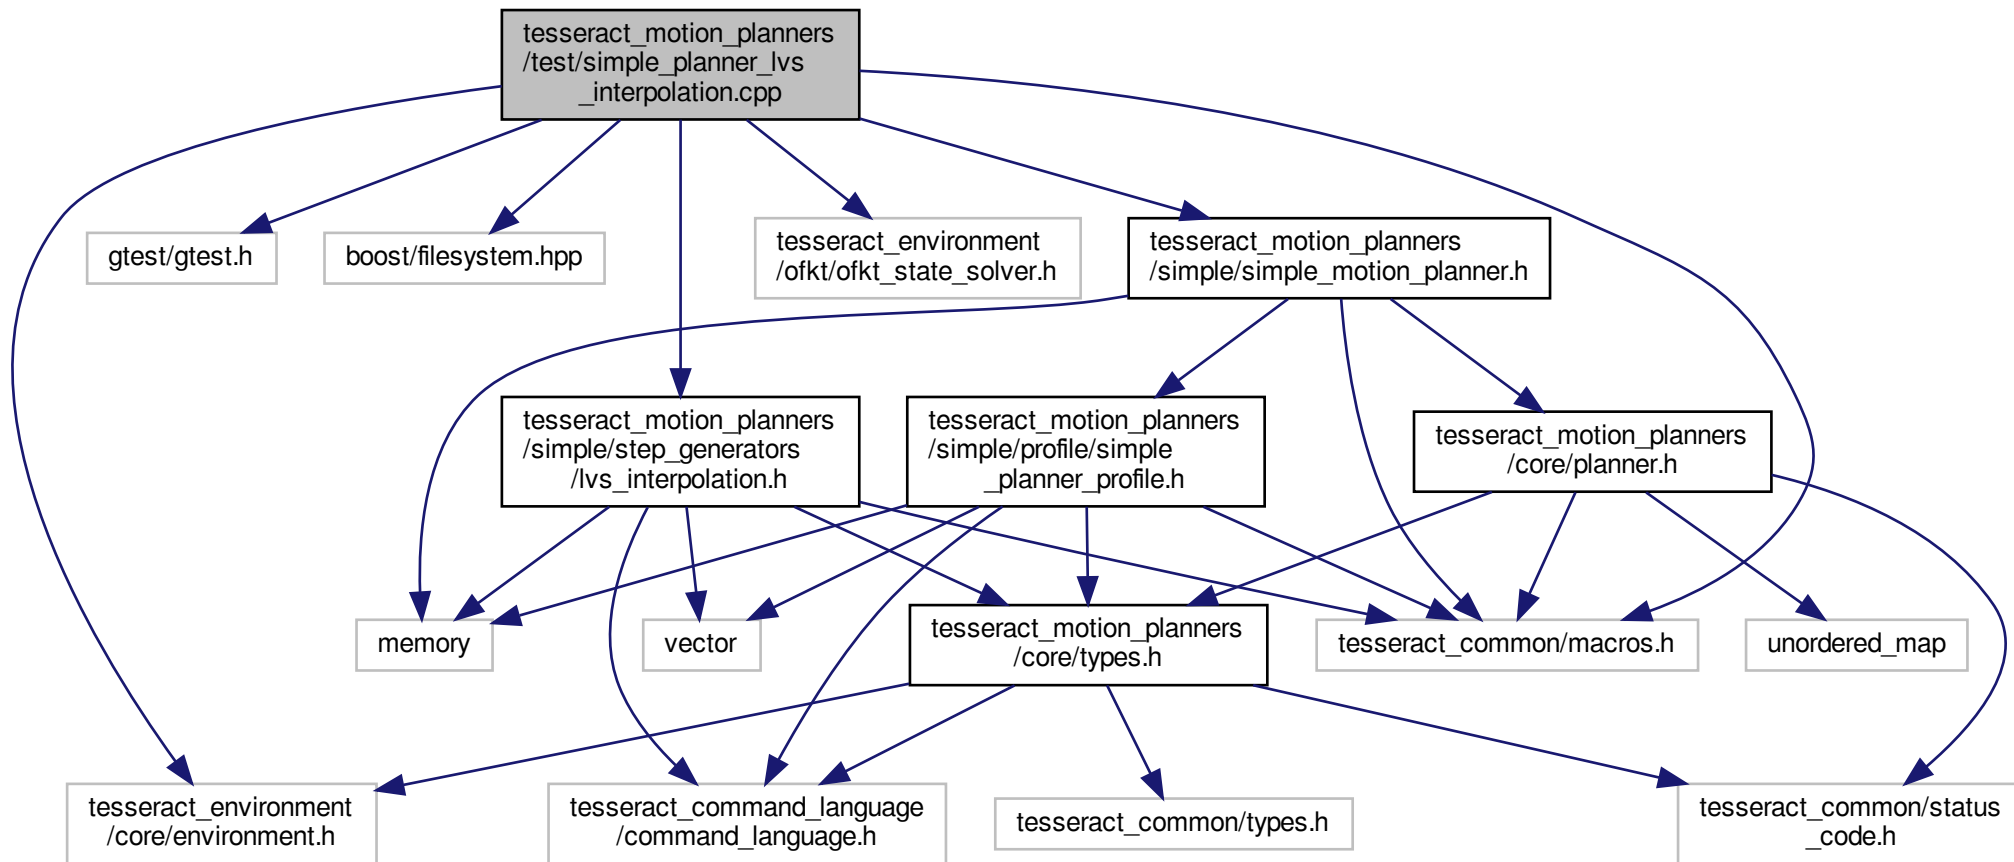 tesseract_motion_planners
/test/simple_planner_lvs
_interpolation.cpp
gtest/gtest.h
boost/filesystem.hpp
tesseract_environment
/ofkt/ofkt_state_solver.h
tesseract_motion_planners
/simple/simple_motion_planner.h
tesseract_motion_planners
/simple/step_generators
/lvs_interpolation.h
tesseract_motion_planners
/simple/profile/simple
_planner_profile.h
tesseract_motion_planners
/core/planner.h
memory
vector
tesseract_motion_planners
/core/types.h
tesseract_common/macros.h
unordered_map
tesseract_environment
/core/environment.h
tesseract_command_language
/command_language.h
tesseract_common/types.h
tesseract_common/status
_code.h